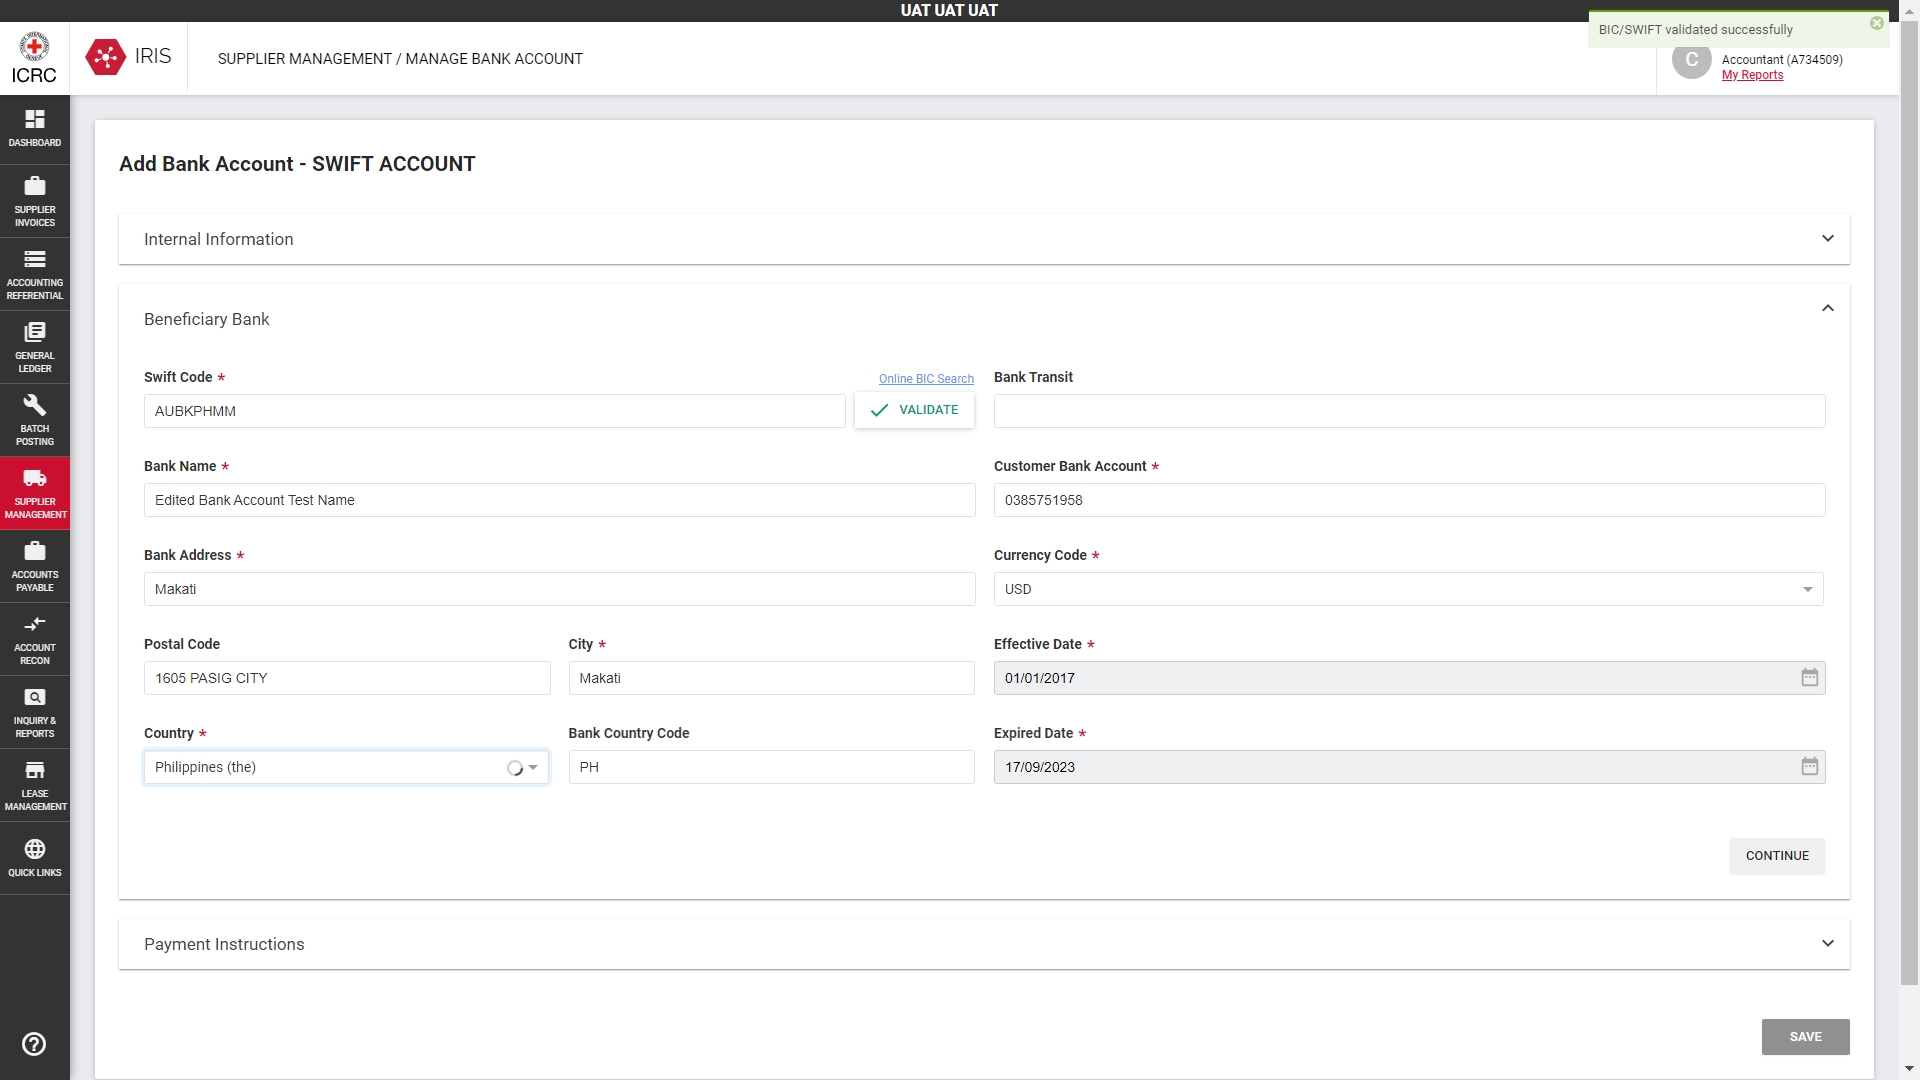 UAT UAT UAT
BIC/SWIFT validated successfully
ICRC
IRIS
SUPPLIER MANAGEMENT / MANAGE BANK ACCOUNT
C
Accountant (A734509)
My Reports
DASHBOARD
SUPPLIER
INVOICES
ACCOUNTING
REFERENTIAL
GENERAL
LEDGER
BATCH
POSTING
SUPPLIER
MANAGEMENT
ACCOUNTS
PAYABLE
ACCOUNT
RECON
INQUIRY &
REPORTS
LEASE
MANAGEMENT
QUICK LINKS
Add Bank Account - SWIFT ACCOUNT
Internal Information
Beneficiary Bank
Swift Code *
Online BIC Search
AUBKPHMM
VALIDATE
Bank Transit
Bank Name *
Edited Bank Account Test Name
Customer Bank Account *
0385751958
Bank Address *
Makati
Currency Code *
USD
Postal Code
1605 PASIG CITY
City *
Makati
Effective Date *
01/01/2017
Country *
Philippines (the)
Bank Country Code
PH
Expired Date *
17/09/2023
CONTINUE
Payment Instructions
SAVE